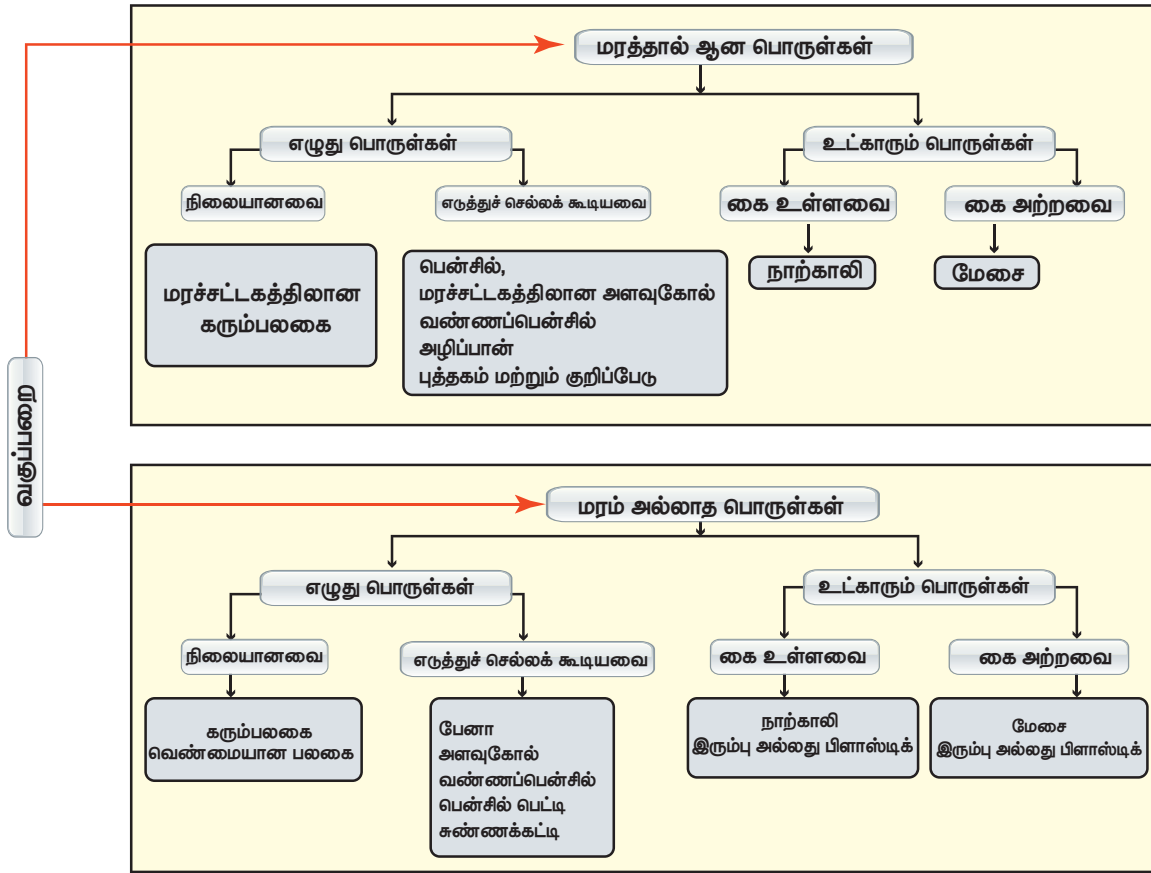 வகுப்பறை
மரத்தால் ஆன பொருள்கள்
எழுது பொருள்கள்
உட்காரும் பொருள்கள்
நிலையானவை
எடுத்துச் செல்லக் கூடியவை
கை உள்ளவை
கை அற்றவை
மரச்சட்டகத்திலான
கரும்பலகை
பென்சில்,
மரச்சட்டகத்திலான அளவுகோல்
வண்ணப்பென்சில்
அழிப்பான்
புத்தகம் மற்றும் குறிப்பேடு
நாற்காலி
மேசை
மரம் அல்லாத பொருள்கள்
எழுது பொருள்கள்
உட்காரும் பொருள்கள்
நிலையானவை
எடுத்துச் செல்லக் கூடியவை
கை உள்ளவை
கை அற்றவை
கரும்பலகை
வெண்மையான பலகை
பேனா
அளவுகோல்
வண்ணப்பென்சில்
பென்சில் பெட்டி
சுண்ணக்கட்டி
நாற்காலி
இரும்பு அல்லது பிளாஸ்டிக்
மேசை
இரும்பு அல்லது பிளாஸ்டிக்